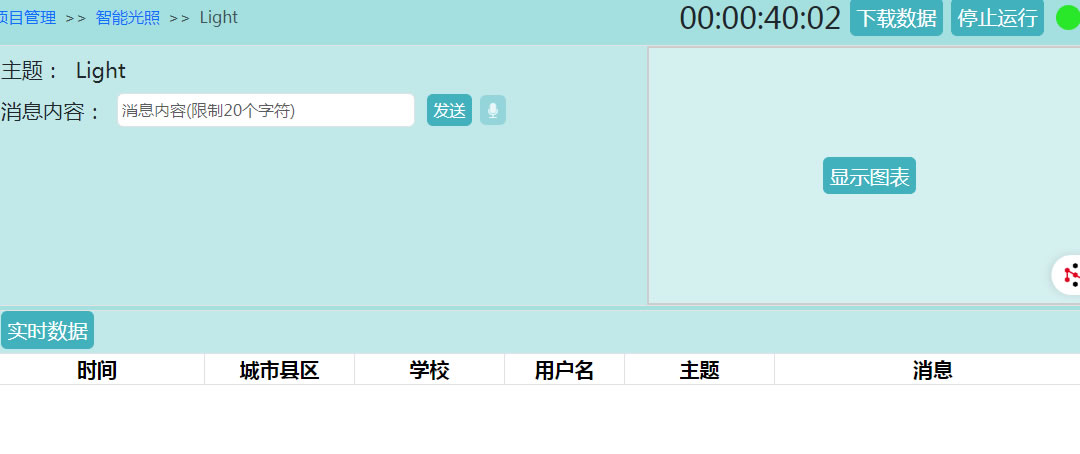 项目管理 >> 智能光照 >> Light 00:00:40:02 下载数据 停止运行
主题： Light
消息内容： 消息内容(限制20个字符) 发送
显示图表
实时数据
时间 城市县区 学校 用户名 主题 消息